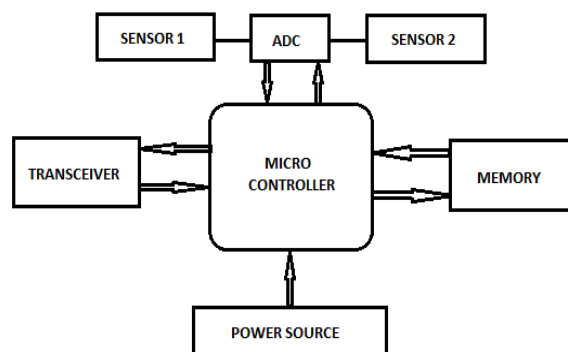 SENSOR 1
ADC
SENSOR 2
TRANSCEIVER
MICRO
CONTROLLER
MEMORY
POWER SOURCE